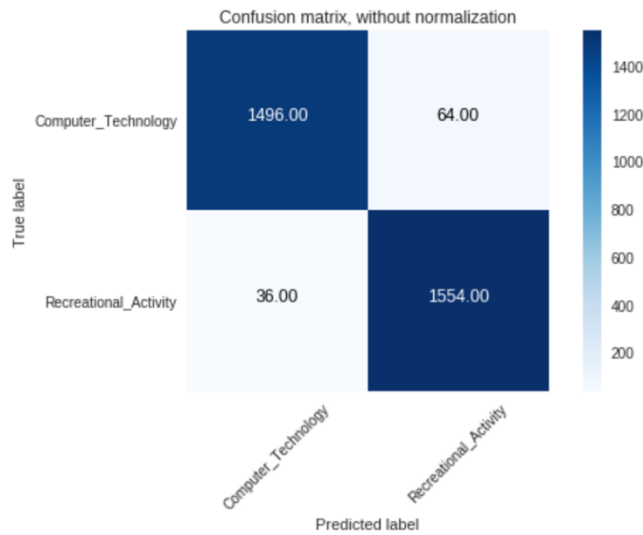 Confusion matrix, without normalization
True label
Computer_Technology
Recreational_Activity
1496.00 64.00
36.00 1554.00
Computer_Technology
Recreational_Activity
Predicted label
1400
1200
1000
800
600
400
200